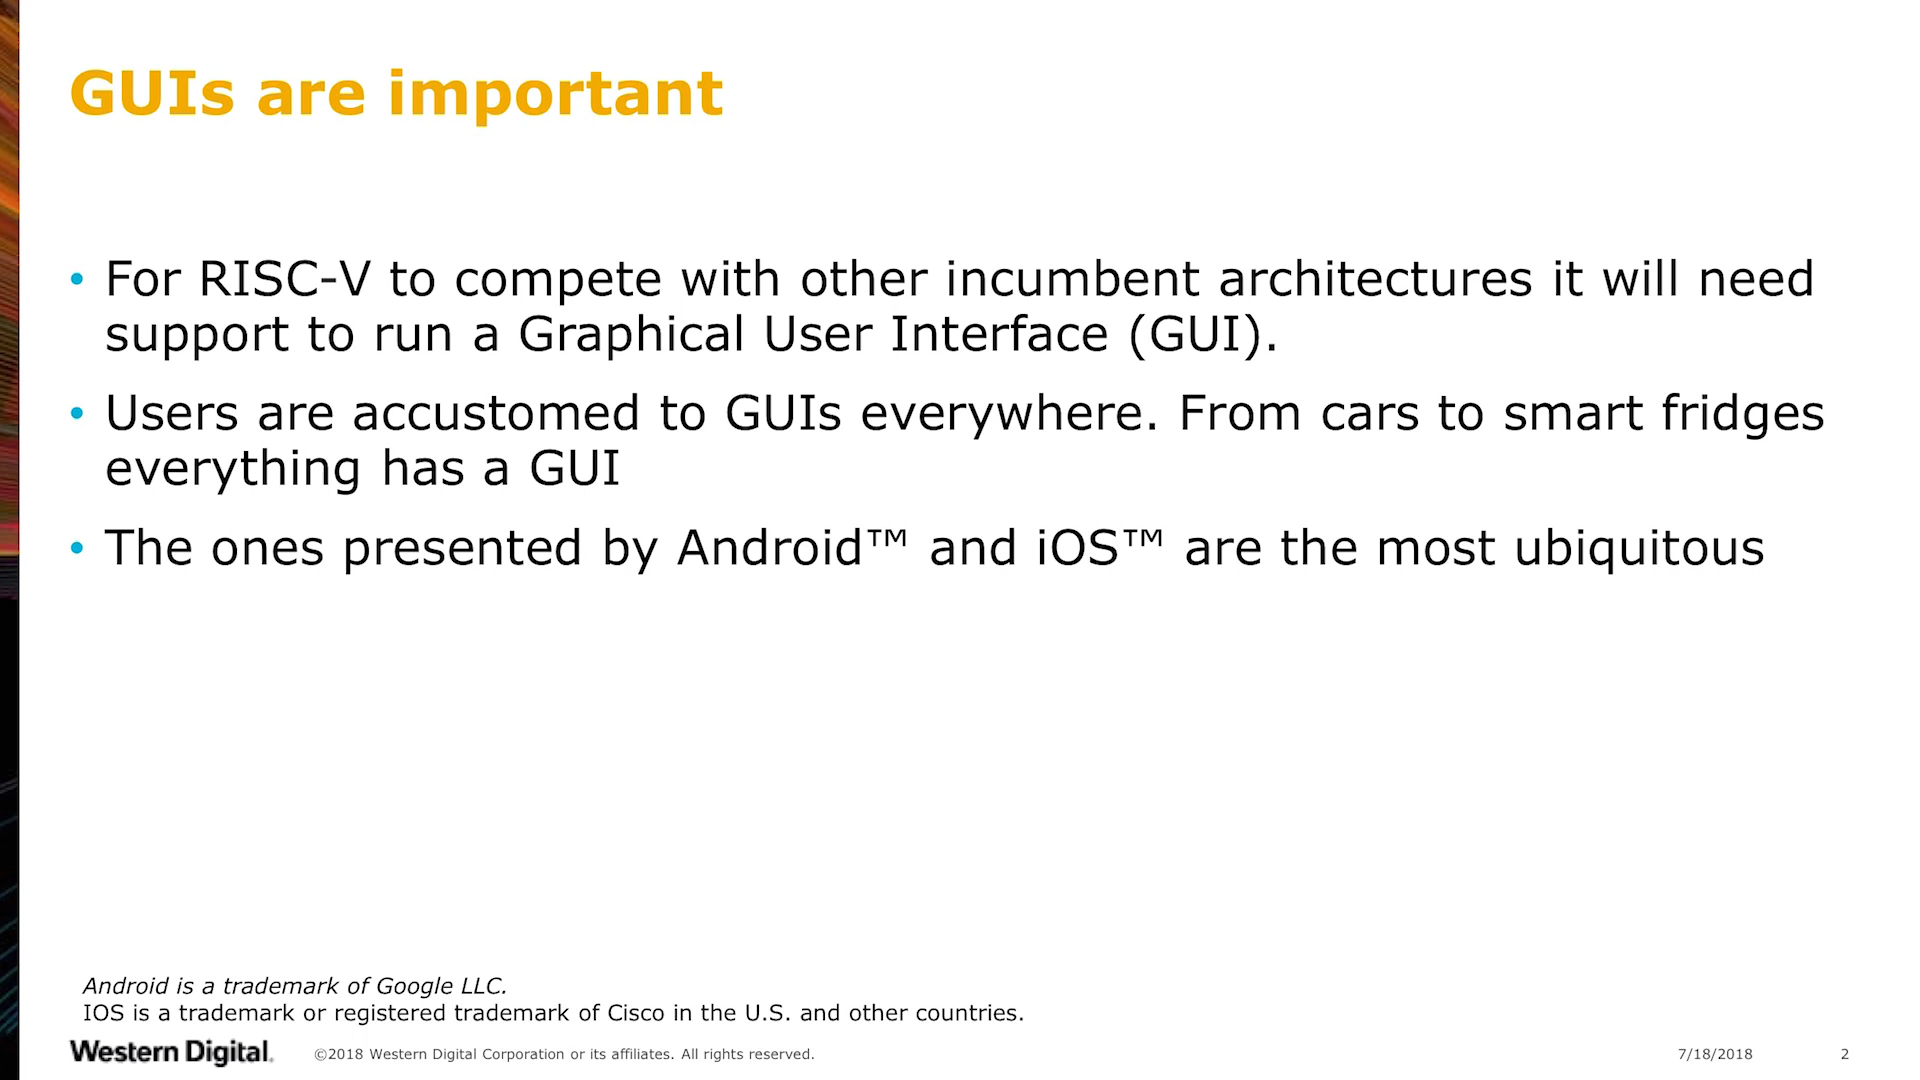 GUIs are important
• For RISC-V to compete with other incumbent architectures it will need
support to run a Graphical User Interface (GUI).
• Users are accustomed to GUIs everywhere. From cars to smart fridges
everything has a GUI
• The ones presented by Android™ and iOS™ are the most ubiquitous
Android is a trademark of Google LLC.
IOS is a trademark or registered trademark of Cisco in the U.S. and other countries.
Western Digital. ©2018 Western Digital Corporation or its affiliates. All rights reserved. 7/18/2018 2